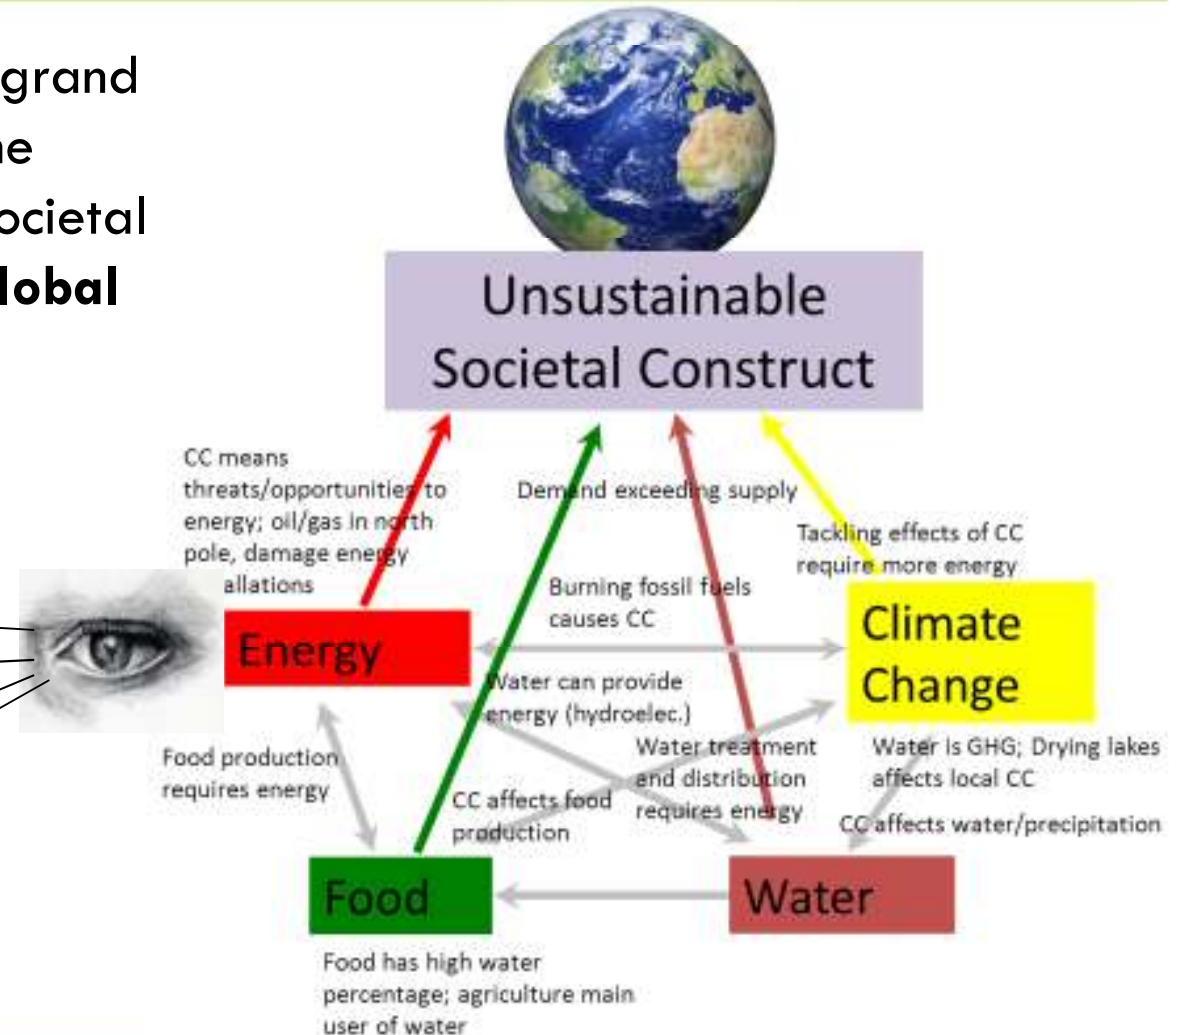 grand
ne
ocietal
lobal
Unsustainable
Societal Construct
CC means
threats/opportunities to
energy; oil/gas in north
pole, damage energy
allations
Demand exceeding supply
Tackling effects of CC
require more energy
Burning fossil fuels
causes CC
Energy
Climate
Change
Water can provide
energy (hydroelec.)
Food production
requires energy
Water treatment
and distribution
requires energy
Water is GHG; Drying lakes
affects local CC
CC affects food
production
CC affects water/precipitation
Food
Water
Food has high water
percentage; agriculture main
user of water